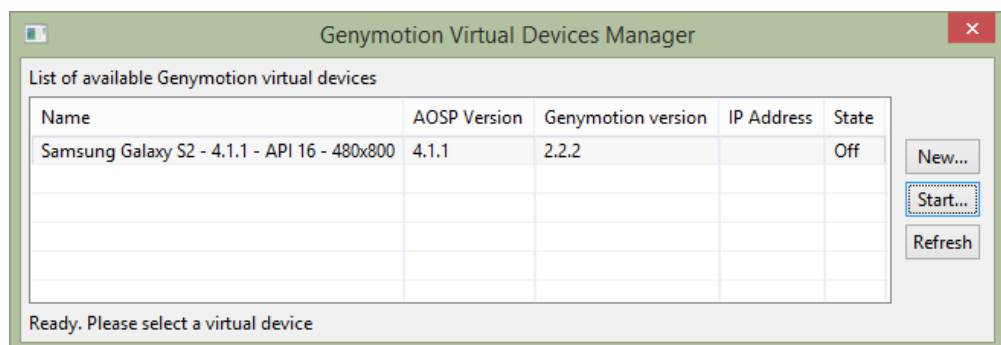 Genymotion Virtual Devices Manager
List of available Genymotion virtual devices
Name AOSP Version Genymotion version IP Address State
Samsung Galaxy S2 - 4.1.1 - API 16 - 480x800 4.1.1 2.2.2 Off
New...
Start...
Refresh
Ready. Please select a virtual device